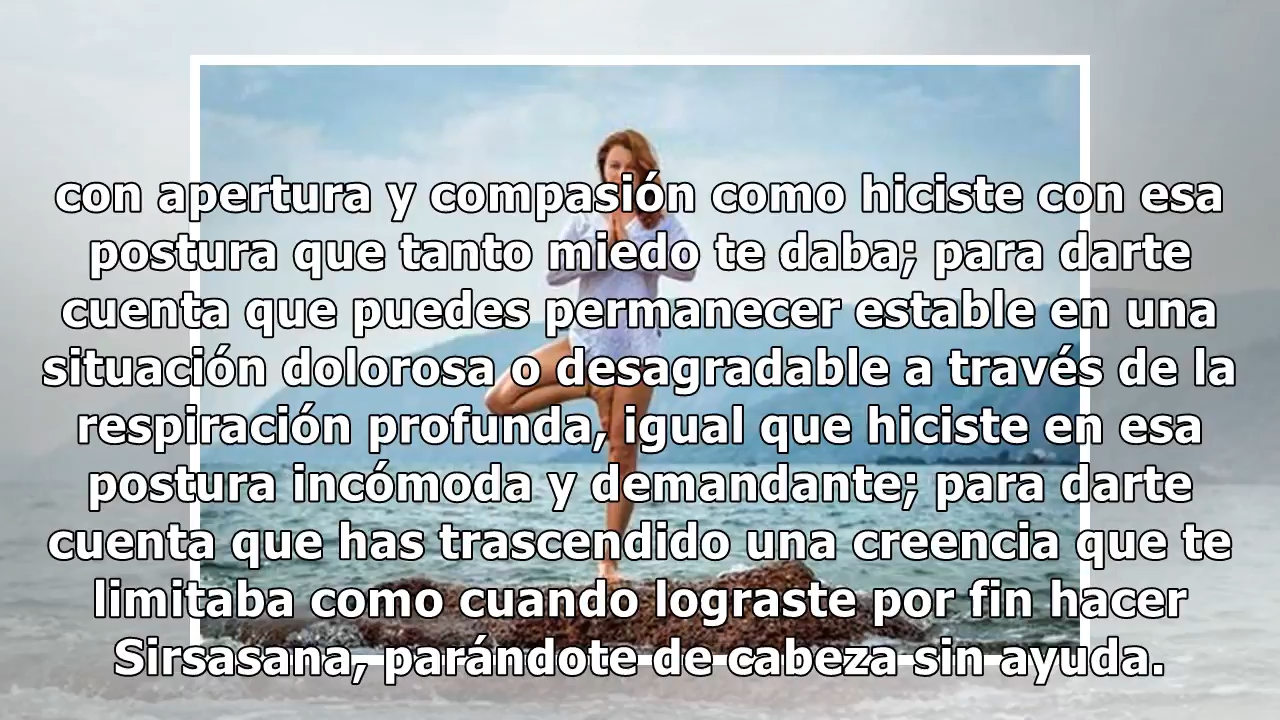 con apertura y compasión como hiciste con esa
postura que tanto miedo te daba; para darte
cuenta que puedes permanecer estable en una
situación dolorosa o desagradable a través de la
respiración profunda, igual que hiciste en esa
postura incómoda y demandante; para darte
cuenta que has trascendido una creencia que te
limitaba como cuando lograste por fin hacer
Sirsasana, parándote de cabeza sin ayuda.